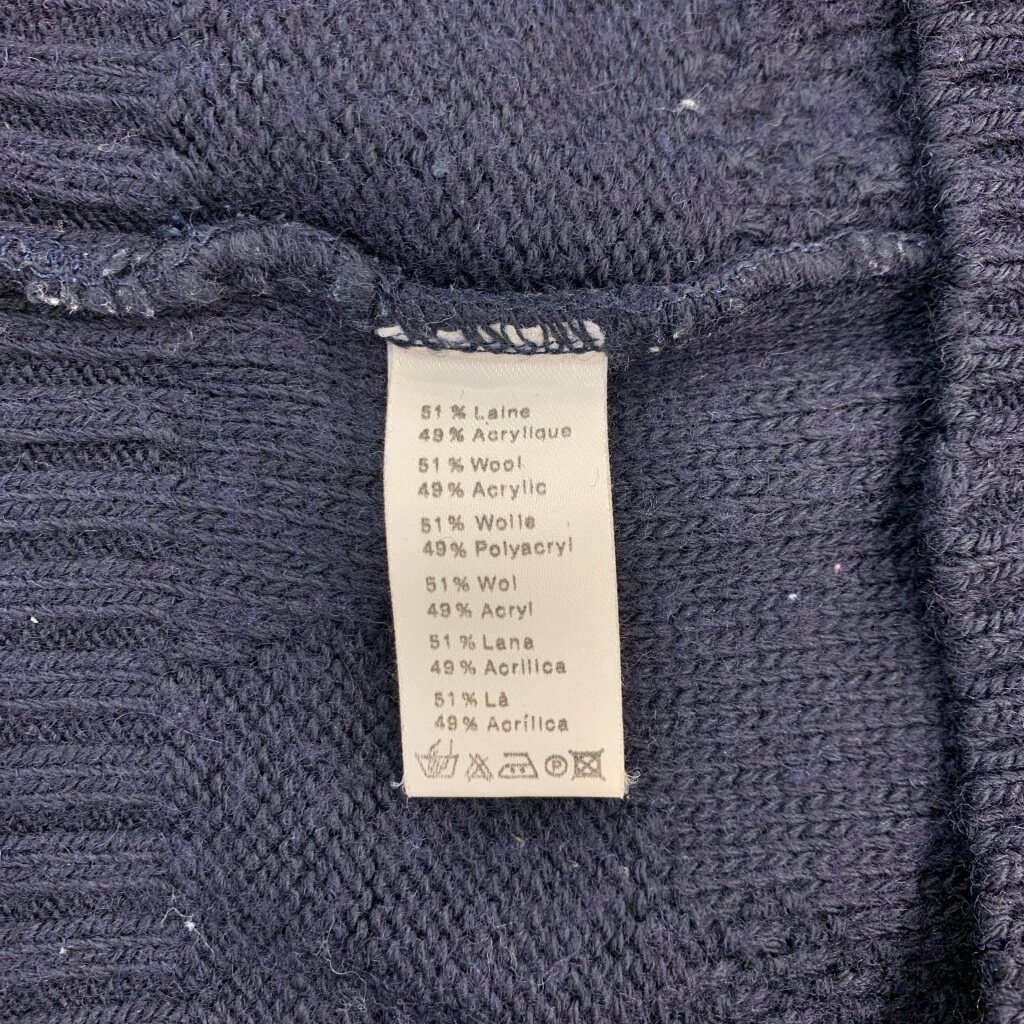 51 % Laine
49 % Acrylique
51 % Wool
49 % Acrylic
51 % Wolle
49 % Polyacryl
51 % Wol
49 % Acryl
51 % Lana
49 % Acrilica
51 % Là
49 % Acrílica
P